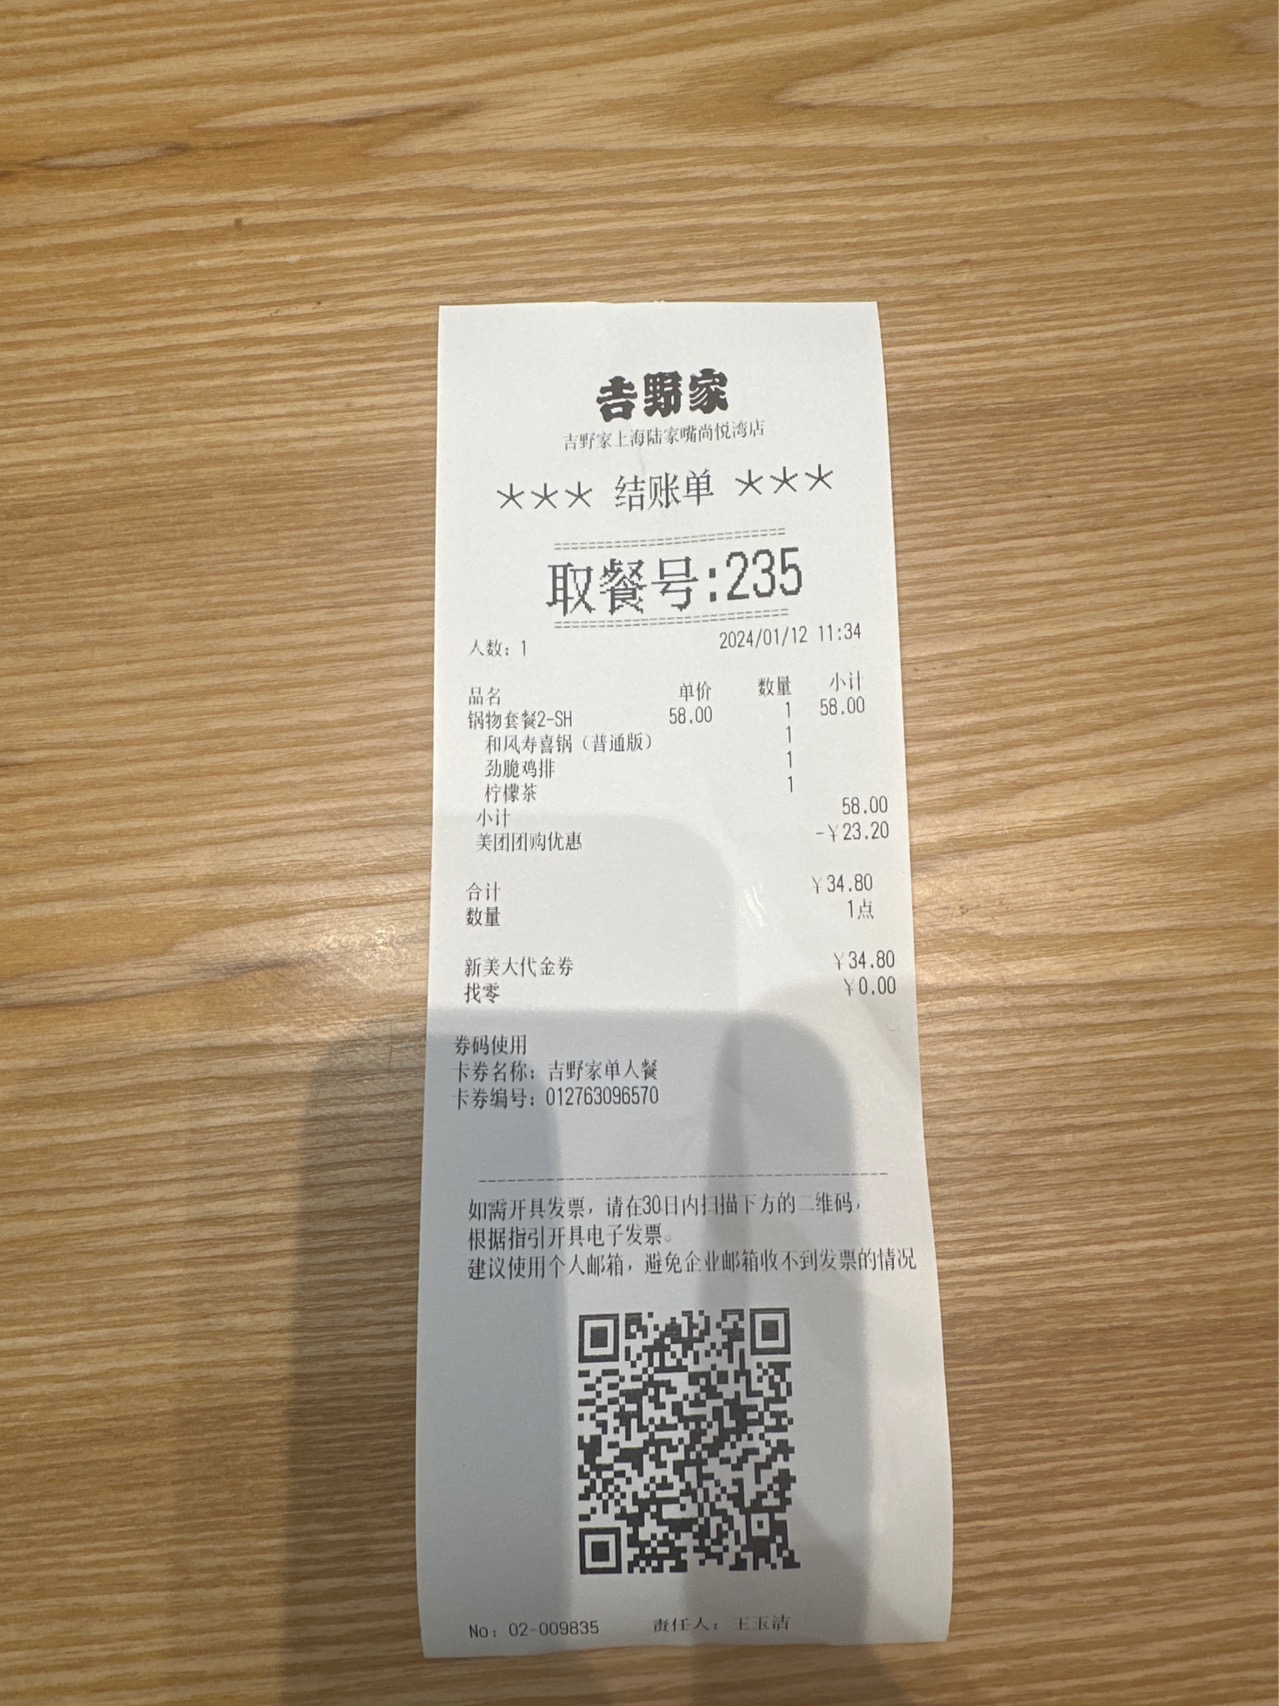 吉野家
吉野家上海陆家嘴尚悦湾店
*** 结账单 ***
====================
取餐号:235
====================
人数: 1 2024/01/12 11:34
品名 单价 数量 小计
锅物套餐2-SH 58.00 1 58.00
和风寿喜锅（普通版） 1
劲脆鸡排 1
柠檬茶 1
小计 58.00
美团团购优惠 -￥23.20
合计 ￥34.80
数量 1点
新美大代金券 ￥34.80
找零 ￥0.00
券码使用
卡券名称: 吉野家单人餐
卡券编号: 012763096570
如需开具发票，请在30日内扫描下方的二维码，
根据指引开具电子发票。
建议使用个人邮箱，避免企业邮箱收不到发票的情况
No: 02-009835 责任人: 王玉洁